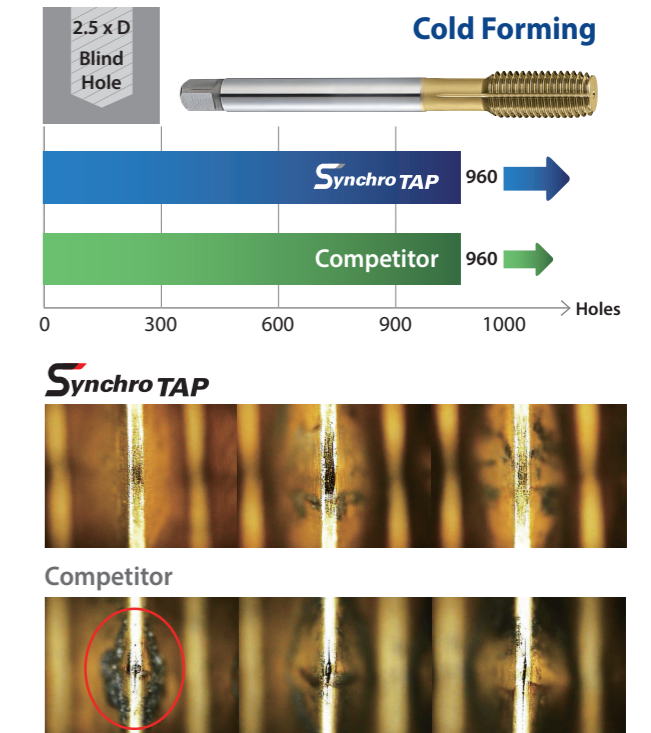 2.5 x D
Blind
Hole
Cold Forming
Synchro TAP
960
Competitor
960
Holes
0
300
600
900
1000
Synchro TAP
Competitor